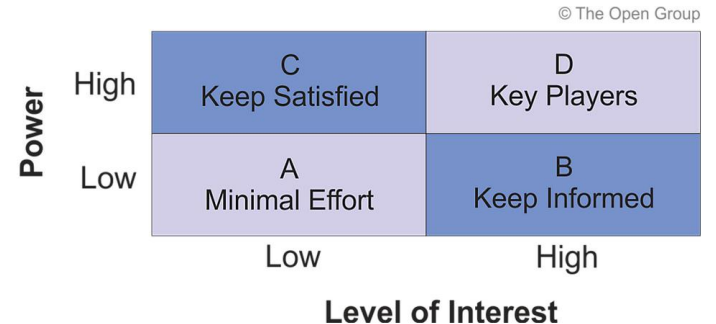 © The Open Group
Power
High
C
Keep Satisfied
D
Key Players
Low
A
Minimal Effort
B
Keep Informed
Low
High
Level of Interest